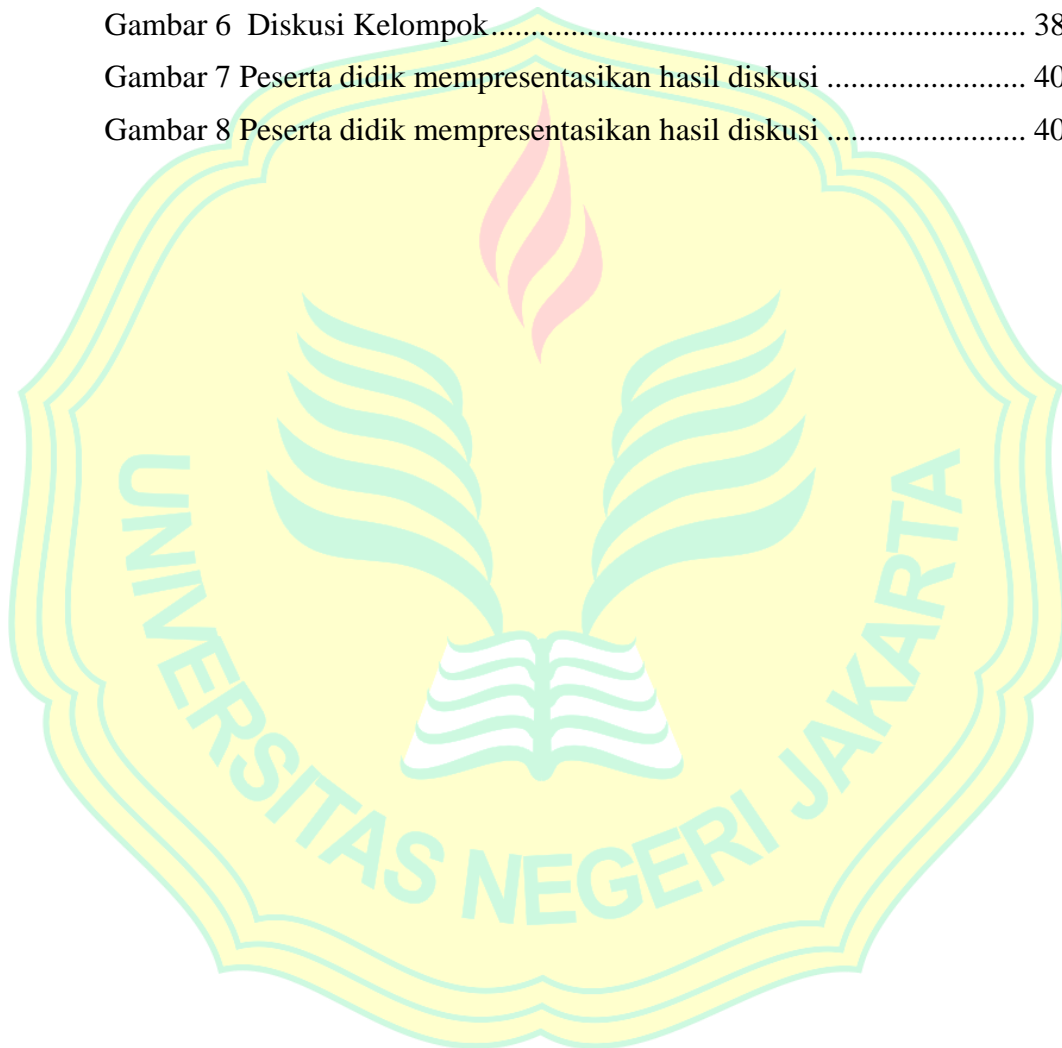 Gambar 6  Diskusi Kelompok.................................................................. 38
Gambar 7 Peserta didik mempresentasikan hasil diskusi ........................ 40
Gambar 8 Peserta didik mempresentasikan hasil diskusi ........................ 40
UNIVERSITAS NEGERI JAKARTA